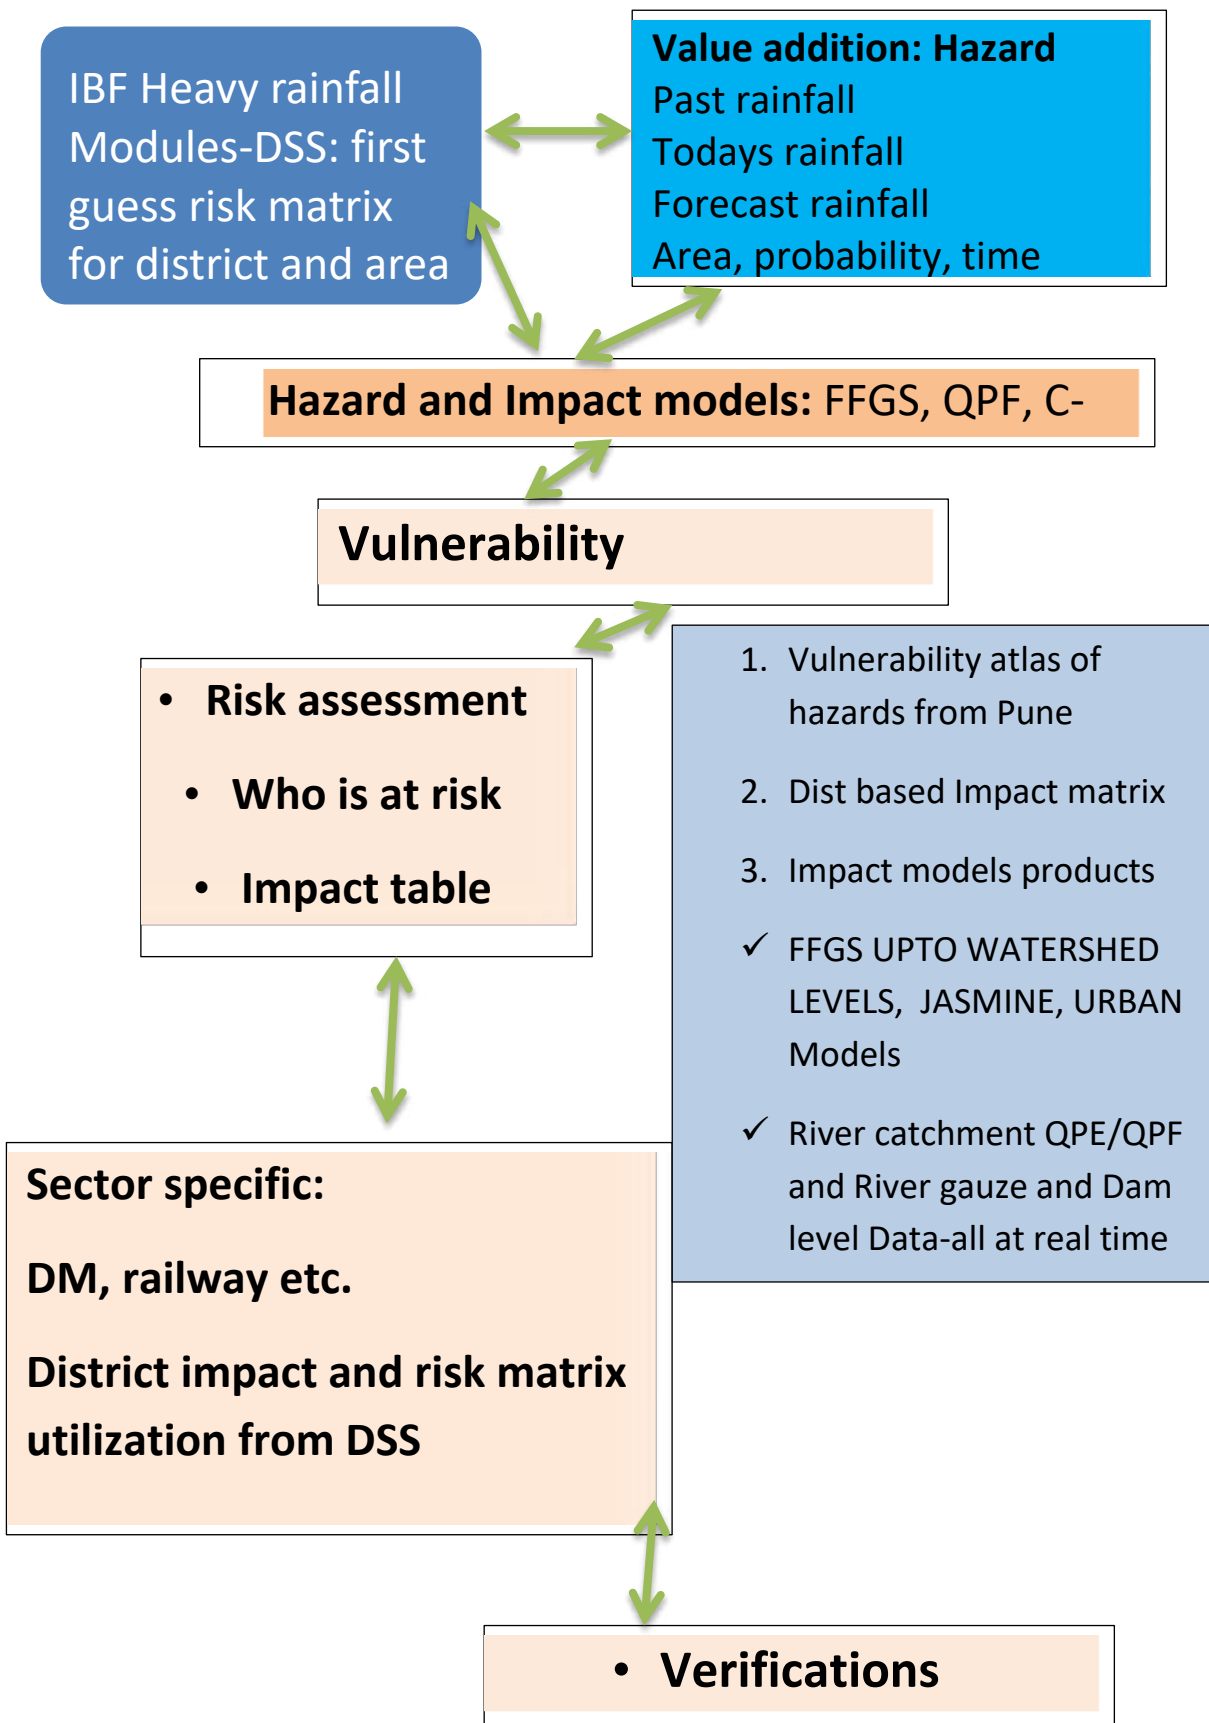 IBF Heavy rainfall
Modules-DSS: first
guess risk matrix
for district and area
Value addition: Hazard
Past rainfall
Todays rainfall
Forecast rainfall
Area, probability, time
Hazard and Impact models: FFGS, QPF, C-
Vulnerability
• Risk assessment
• Who is at risk
• Impact table
1. Vulnerability atlas of
hazards from Pune
2. Dist based Impact matrix
3. Impact models products
✓ FFGS UPTO WATERSHED
LEVELS, JASMINE, URBAN
Models
✓ River catchment QPE/QPF
and River gauze and Dam
level Data-all at real time
Sector specific:
DM, railway etc.
District impact and risk matrix
utilization from DSS
• Verifications